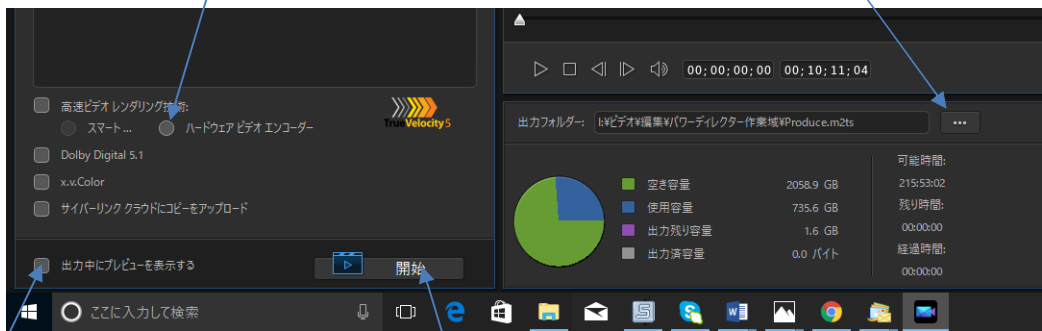 00;00;00;00 00;10;11;04
高速ビデオ レンダリング技術:
スマート... ハードウェア ビデオ エンコーダー
TrueVelocity 5
Dolby Digital 5.1
x.v.Color
サイバーリンク クラウドにコピーをアップロード
出力中にプレビューを表示する
開始
出力フォルダー: I:¥ビデオ¥編集¥パワーディレクター作業域¥Produce.m2ts
...
空き容量 2058.9 GB
使用容量 735.6 GB
出力残り容量 1.6 GB
出力済容量 0.0 バイト
可能時間:
215:53:02
残り時間:
00:00:00
経過時間:
00:00:00
ここに入力して検索